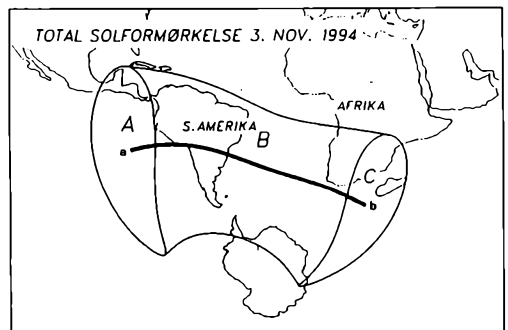 TOTAL SOLFORMØRKELSE 3. NOV. 1994
AFRIKA
A
S. AMERIKA
B
a
C
b